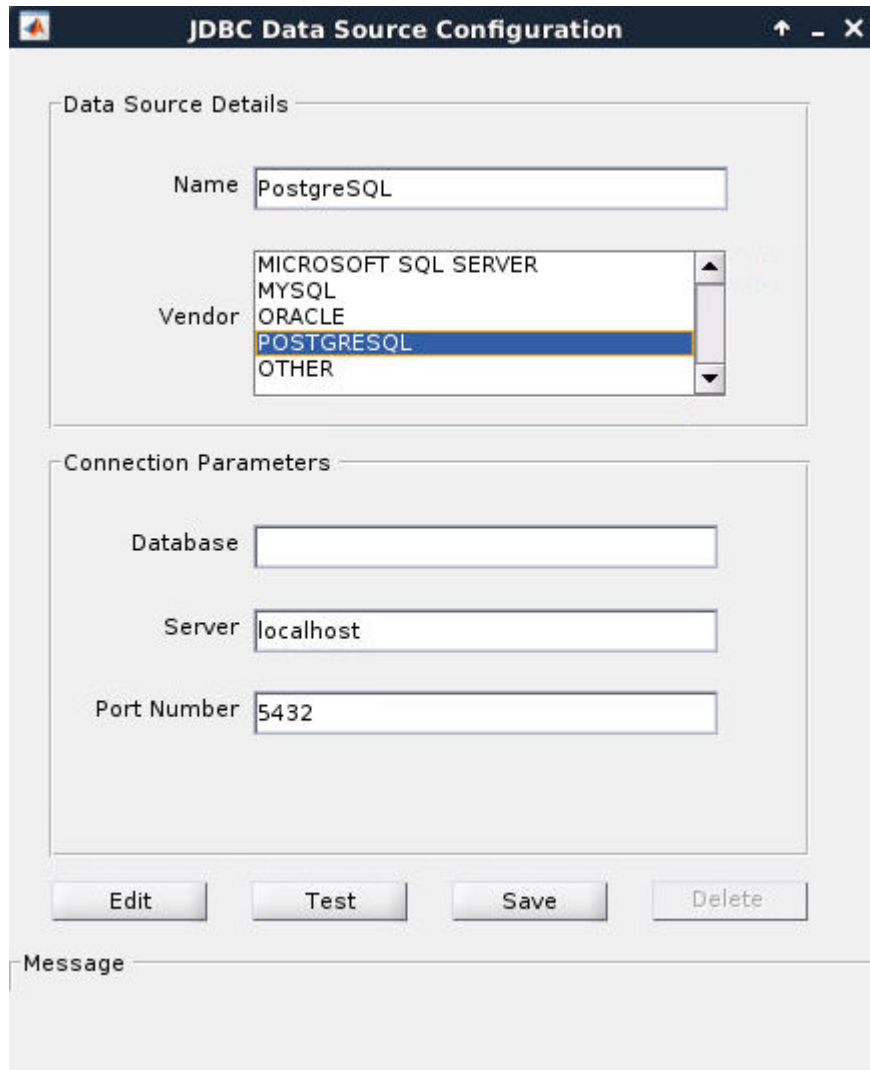 JDBC Data Source Configuration
Data Source Details
Name PostgreSQL
MICROSOFT SQL SERVER
MYSQL
Vendor ORACLE
POSTGRESQL
OTHER
Connection Parameters
Database
Server localhost
Port Number 5432
Edit Test Save Delete
Message